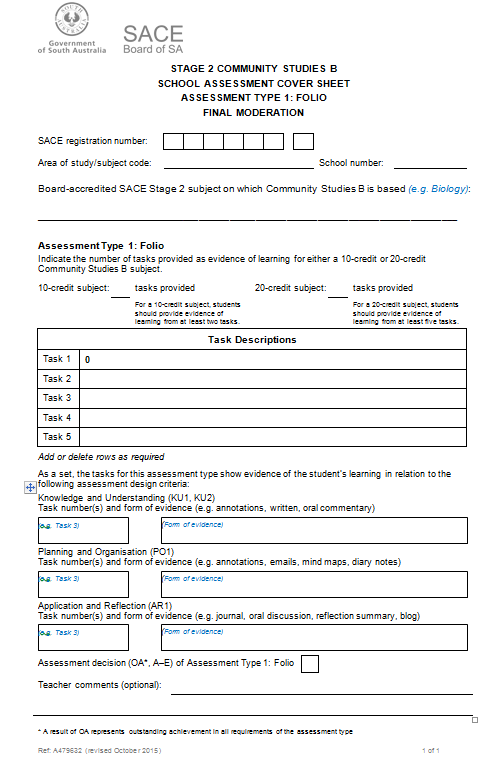 SOUTH AUSTRALIA
Government
of South Australia
SACE
Board of SA
STAGE 2 COMMUNITY STUDIES B
SCHOOL ASSESSMENT COVER SHEET
ASSESSMENT TYPE 1: FOLIO
FINAL MODERATION
SACE registration number:
Area of study/subject code: School number:
Board-accredited SACE Stage 2 subject on which Community Studies B is based (e.g. Biology):
Assessment Type 1: Folio
Indicate the number of tasks provided as evidence of learning for either a 10-credit or 20-credit
Community Studies B subject.
10-credit subject: tasks provided 20-credit subject: tasks provided
For a 10-credit subject, students For a 20-credit subject, students
should provide evidence of should provide evidence of
learning from at least two tasks. learning from at least five tasks.
Task Descriptions
Task 1 0
Task 2
Task 3
Task 4
Task 5
Add or delete rows as required
As a set, the tasks for this assessment type show evidence of the student's learning in relation to the
following assessment design criteria:
Knowledge and Understanding (KU1, KU2)
Task number(s) and form of evidence (e.g. annotations, written, oral commentary)
(e.g. Task 3) (Form of evidence)
Planning and Organisation (PO1)
Task number(s) and form of evidence (e.g. annotations, emails, mind maps, diary notes)
(e.g. Task 3) (Form of evidence)
Application and Reflection (AR1)
Task number(s) and form of evidence (e.g. journal, oral discussion, reflection summary, blog)
(e.g. Task 3) (Form of evidence)
Assessment decision (OA*, A–E) of Assessment Type 1: Folio
Teacher comments (optional):
* A result of OA represents outstanding achievement in all requirements of the assessment type
Ref: A479632 (revised October 2015) 1 of 1